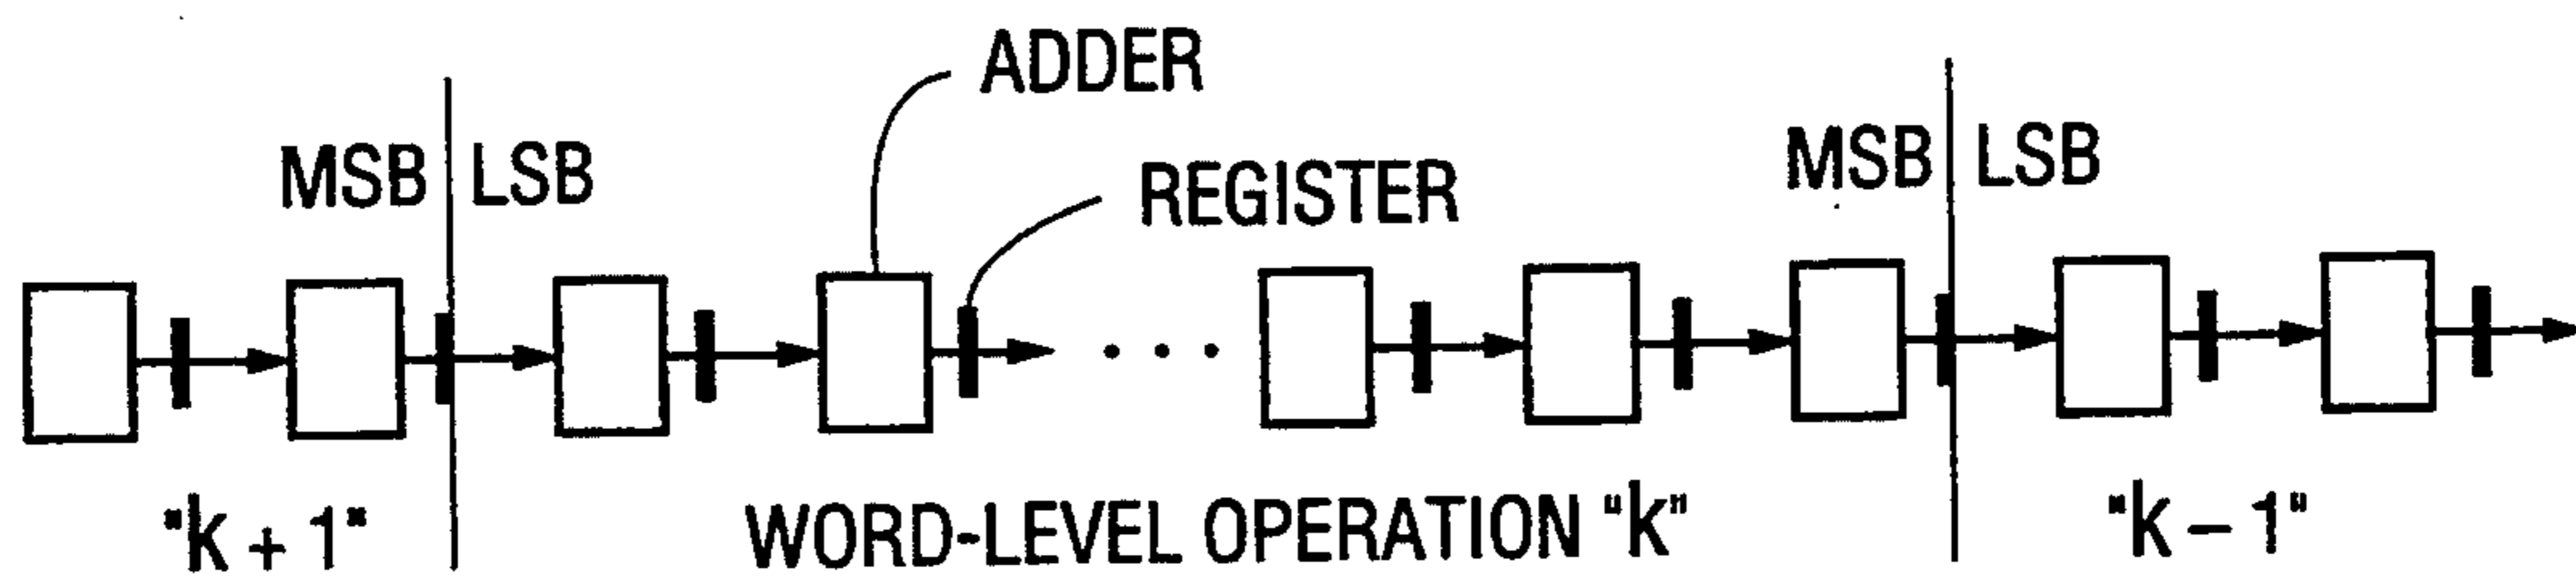 ADDER
MSB LSB
REGISTER
MSB LSB
"k + 1"
WORD-LEVEL OPERATION "k"
"k – 1"